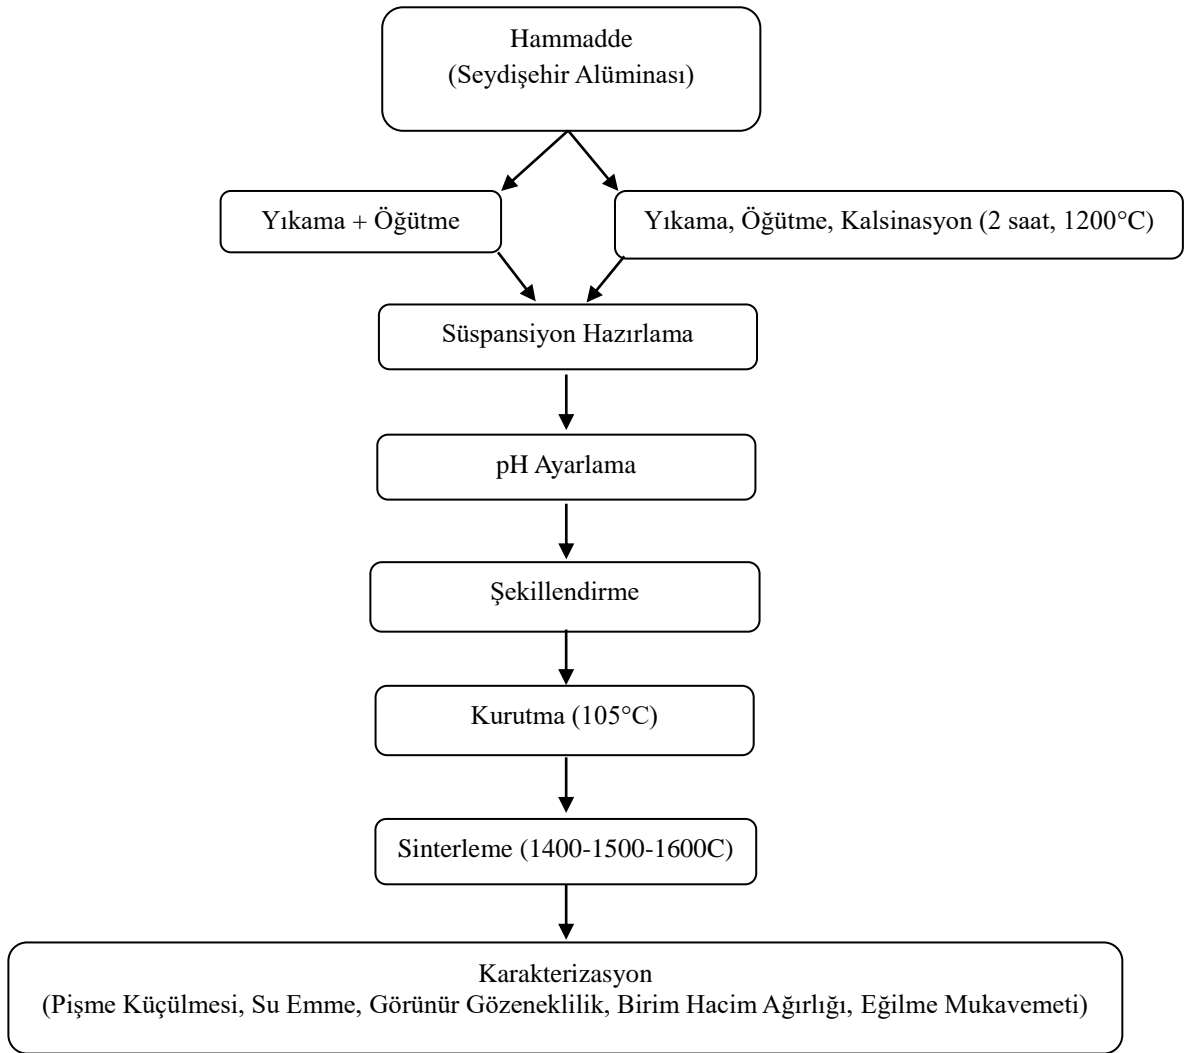 Hammadde
(Seydişehir Alüminası)
Yıkama + Öğütme
Yıkama, Öğütme, Kalsinasyon (2 saat, 1200°C)
Süspansiyon Hazırlama
pH Ayarlama
Şekillendirme
Kurutma (105°C)
Sinterleme (1400-1500-1600C)
Karakterizasyon
(Pişme Küçülmesi, Su Emme, Görünür Gözeneklilik, Birim Hacim Ağırlığı, Eğilme Mukavemeti)